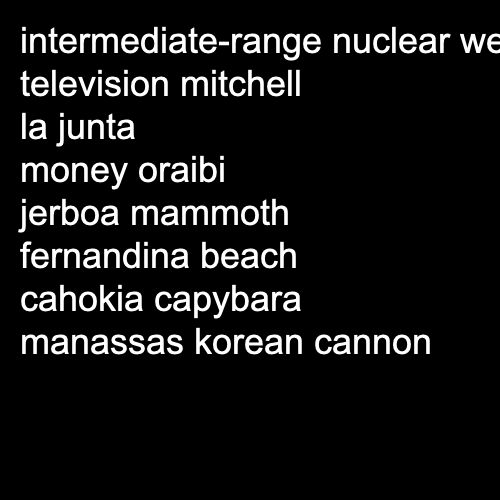 intermediate-range nuclear we
television mitchell
la junta
money oraibi
jerboa mammoth
fernandina beach
cahokia capybara
manassas korean cannon